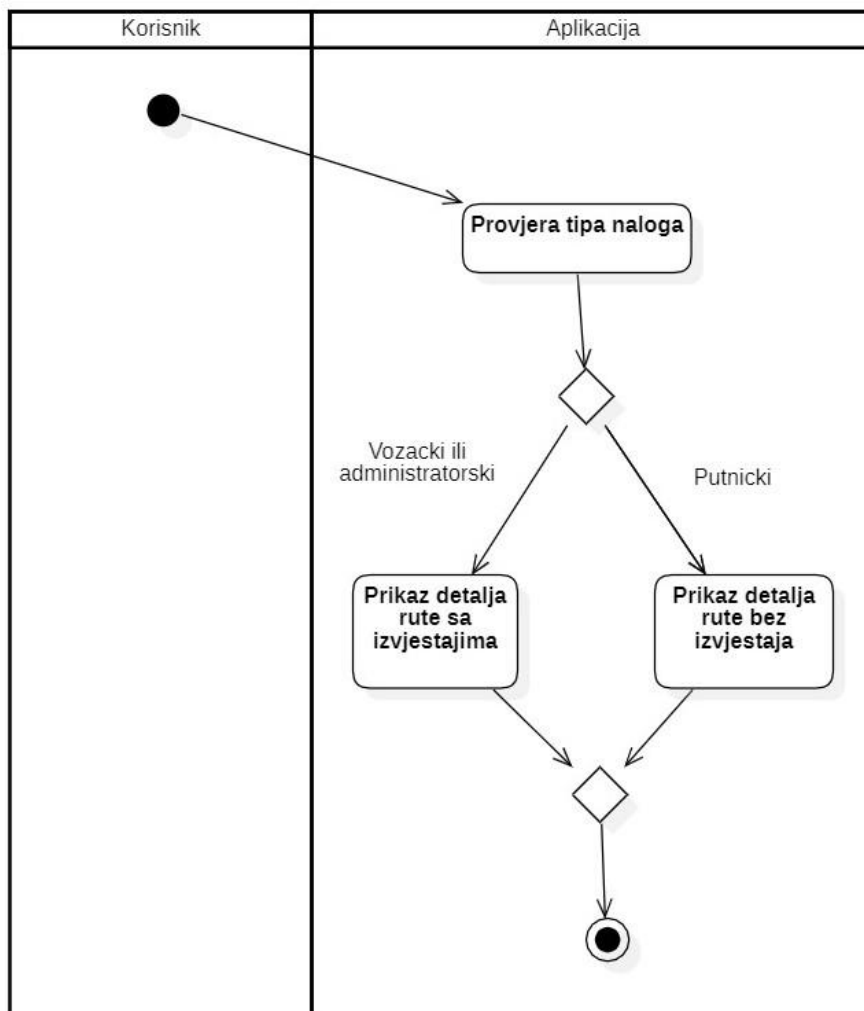 Korisnik
Aplikacija
Provjera tipa naloga
Vozacki ili
administratorski
Putnicki
Prikaz detalja
rute sa
izvjestajima
Prikaz detalja
rute bez
izvjestaja